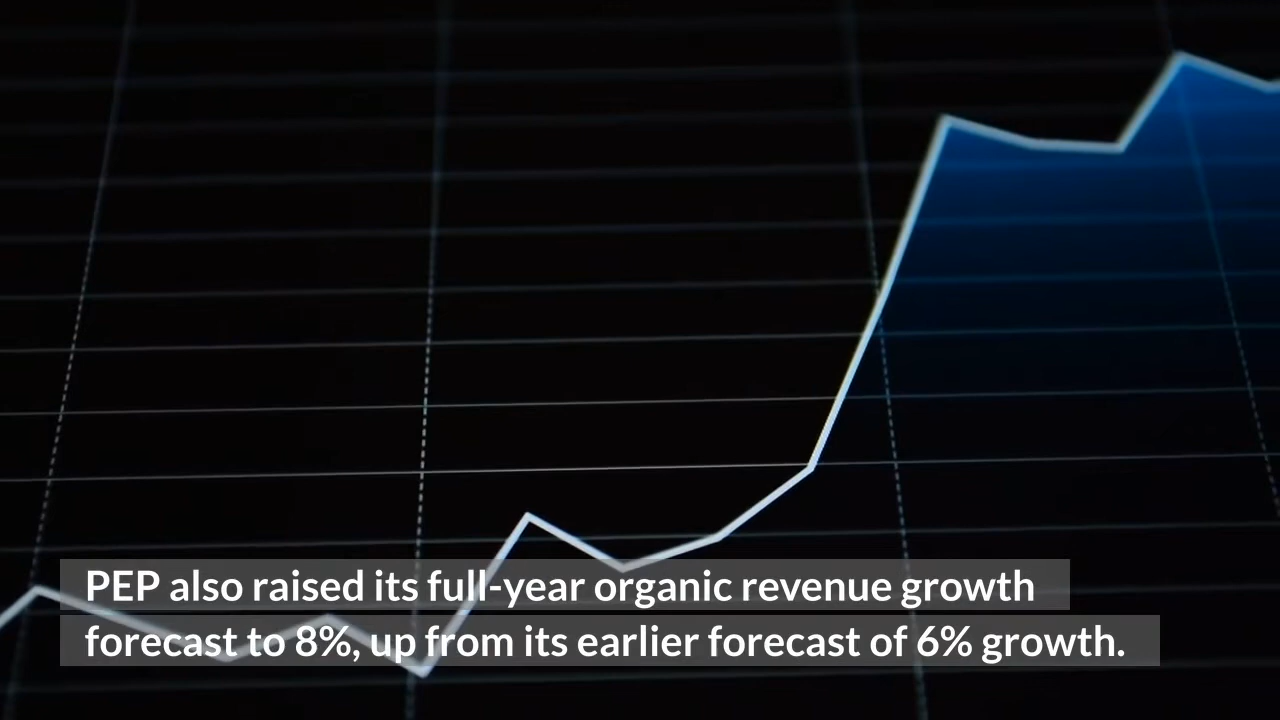 PEP also raised its full-year organic revenue growth
forecast to 8%, up from its earlier forecast of 6% growth.